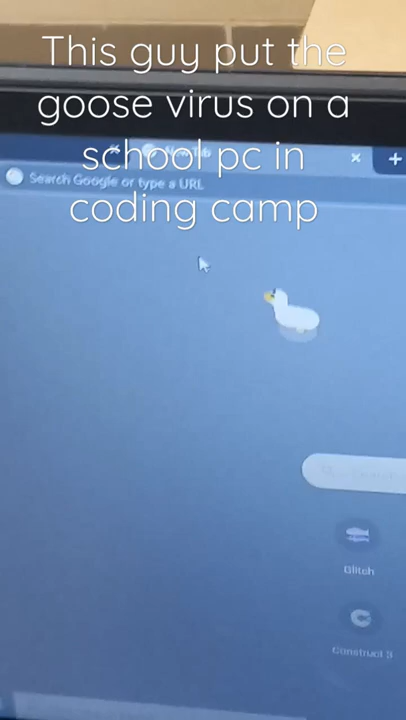 This guy put the
goose virus on a
school pc in
coding camp
Search Google or type a URL
Glitch
Construct 3